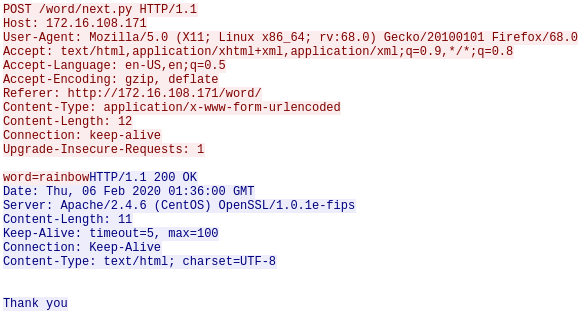 POST /word/next.py HTTP/1.1
Host: 172.16.108.171
User-Agent: Mozilla/5.0 (X11; Linux x86_64; rv:68.0) Gecko/20100101 Firefox/68.0
Accept: text/html,application/xhtml+xml,application/xml;q=0.9,*/*;q=0.8
Accept-Language: en-US,en;q=0.5
Accept-Encoding: gzip, deflate
Referer: http://172.16.108.171/word/
Content-Type: application/x-www-form-urlencoded
Content-Length: 12
Connection: keep-alive
Upgrade-Insecure-Requests: 1
word=rainbowHTTP/1.1 200 OK
Date: Thu, 06 Feb 2020 01:36:00 GMT
Server: Apache/2.4.6 (CentOS) OpenSSL/1.0.1e-fips
Content-Length: 11
Keep-Alive: timeout=5, max=100
Connection: Keep-Alive
Content-Type: text/html; charset=UTF-8
Thank you